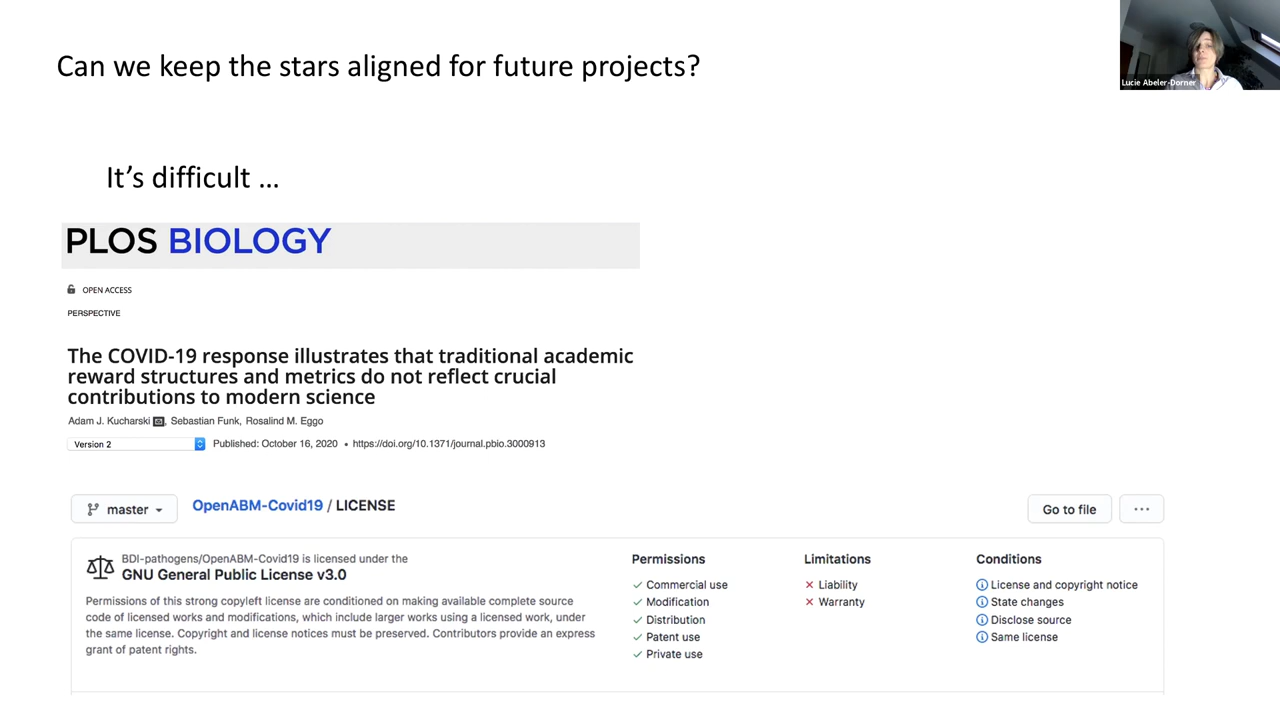 Can we keep the stars aligned for future projects?
Lucie Abeler-Dorner
It's difficult ...
PLOS BIOLOGY
OPEN ACCESS
PERSPECTIVE
The COVID-19 response illustrates that traditional academic
reward structures and metrics do not reflect crucial
contributions to modern science
Adam J. Kucharski, Sebastian Funk, Rosalind M. Eggo
Version 2 Published: October 16, 2020 • https://doi.org/10.1371/journal.pbio.3000913
master OpenABM-Covid19 / LICENSE Go to file ...
BDI-pathogens/OpenABM-Covid19 is licensed under the
GNU General Public License v3.0
Permissions of this strong copyleft license are conditioned on making available complete source
code of licensed works and modifications, which include larger works using a licensed work, under
the same license. Copyright and license notices must be preserved. Contributors provide an express
grant of patent rights.
Permissions
Commercial use
Modification
Distribution
Patent use
Private use
Limitations
Liability
Warranty
Conditions
License and copyright notice
State changes
Disclose source
Same license